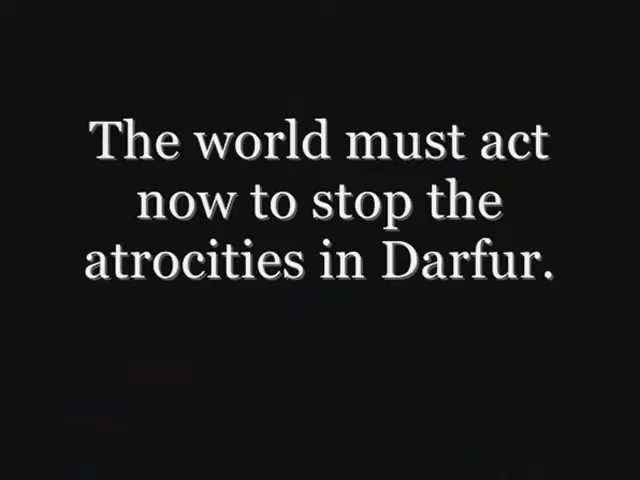 The world must act
now to stop the
atrocities in Darfur.